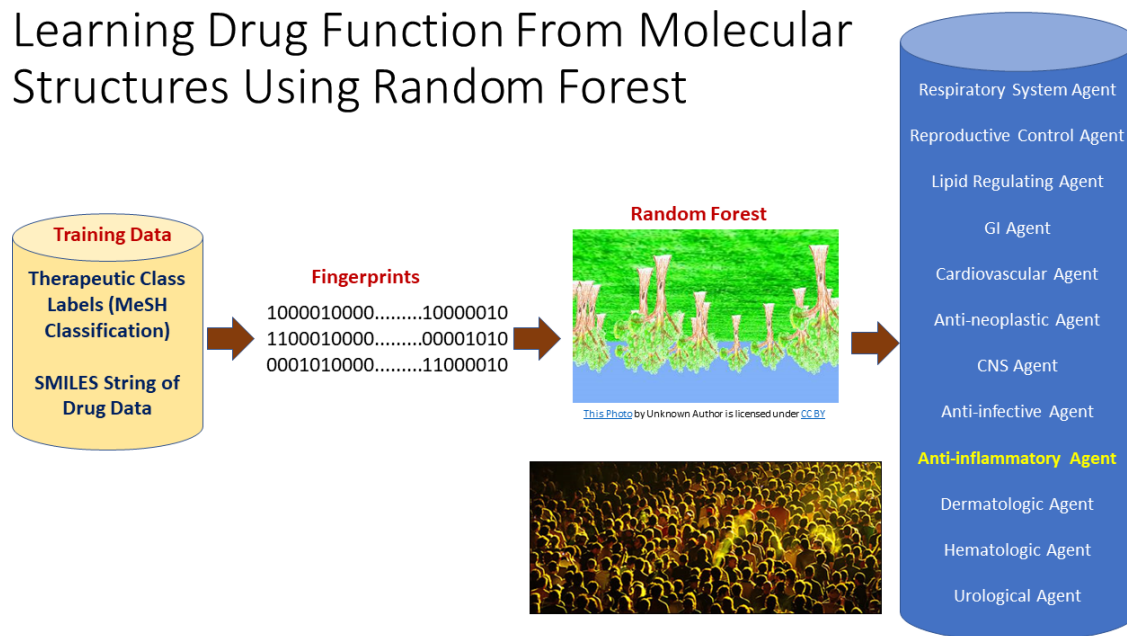 Learning Drug Function From Molecular
Structures Using Random Forest
Training Data
Therapeutic Class
Labels (MeSH
Classification)
SMILES String of
Drug Data
Fingerprints
1000010000.........10000010
1100010000.........00001010
0001010000.........11000010
Random Forest
This Photo by Unknown Author is licensed under CC BY
Respiratory System Agent
Reproductive Control Agent
Lipid Regulating Agent
GI Agent
Cardiovascular Agent
Anti-neoplastic Agent
CNS Agent
Anti-infective Agent
Anti-inflammatory Agent
Dermatologic Agent
Hematologic Agent
Urological Agent